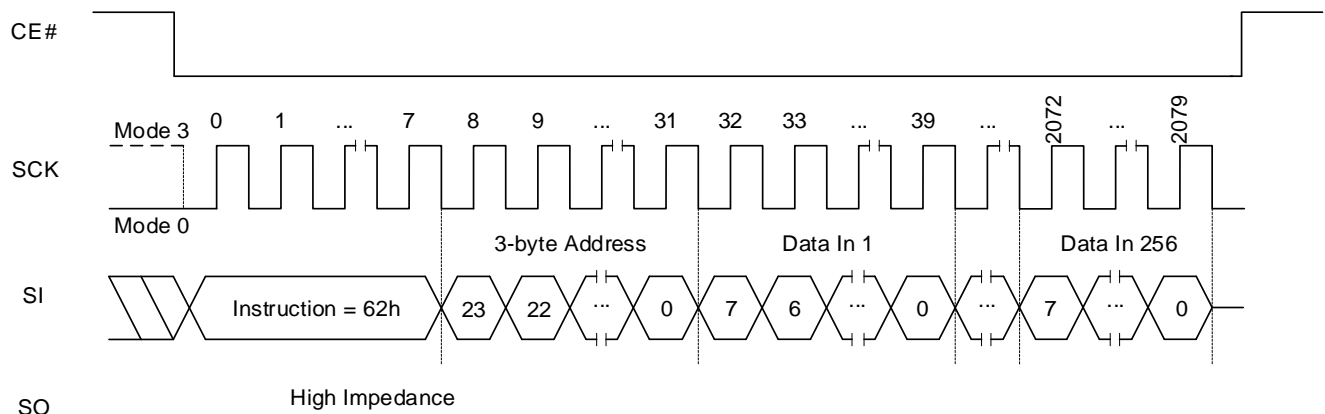 CE#
0 1 ... 7 8 9 ... 31 32 33 ... 39 ... 2072 ... 2079
Mode 3
SCK
Mode 0
3-byte Address Data In 1 Data In 256
SI Instruction = 62h 23 22 ... 0 7 6 ... 0 ... 7 ... 0
High Impedance
SO